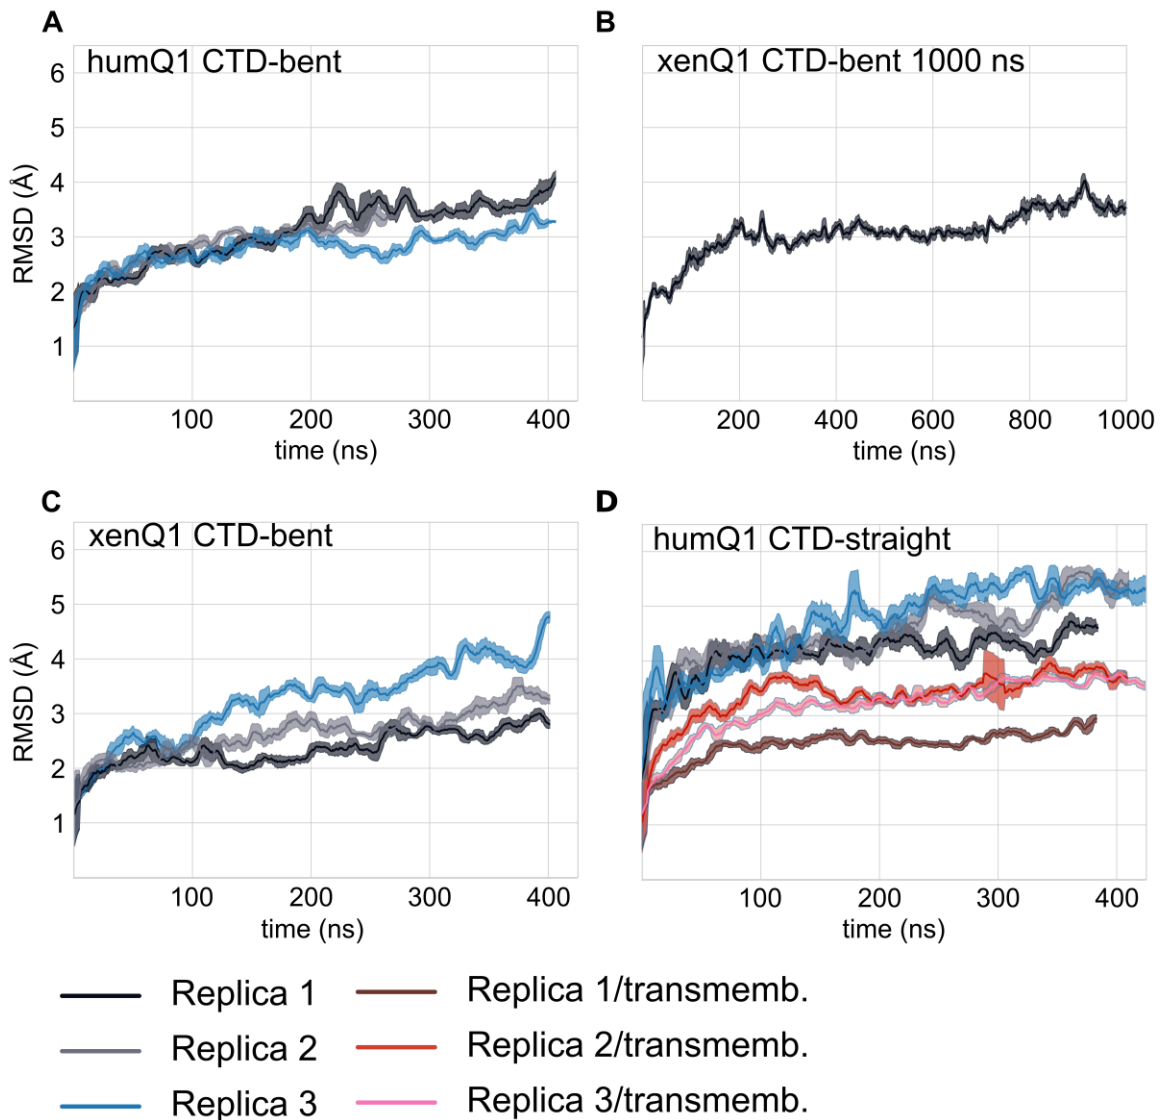 A
B
humQ1 CTD-bent
xenQ1 CTD-bent 1000 ns
6
5
4
3
2
1
RMSD (Å)
100 200 300 400
200 400 600 800 1000
time (ns)
time (ns)
C
D
xenQ1 CTD-bent
humQ1 CTD-straight
6
5
4
3
2
1
RMSD (Å)
100 200 300 400
100 200 300 400
time (ns)
time (ns)
Replica 1
Replica 1/transmemb.
Replica 2
Replica 2/transmemb.
Replica 3
Replica 3/transmemb.